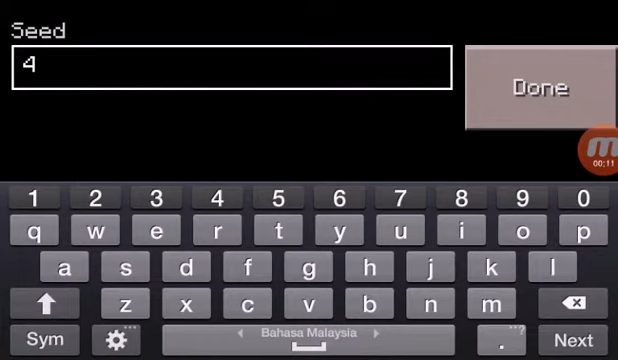 Seed
4
Done
00:11
1 2 3 4 5 6 7 8 9 0
q w e r t y u i o p
a s d f g h j k l
z x c v b n m
Sym Bahasa Malaysia . ...? Next